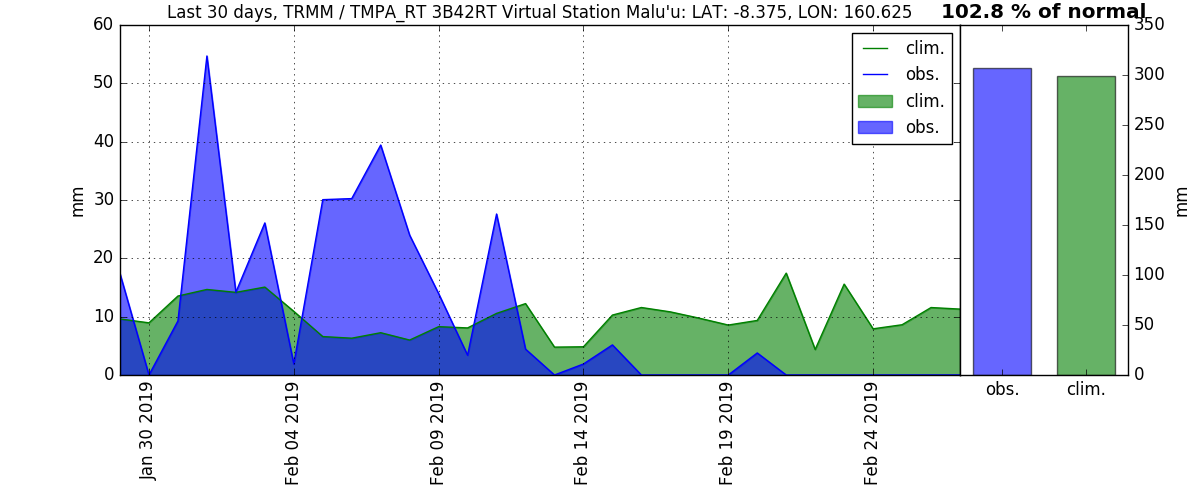 Last 30 days, TRMM / TMPA_RT 3B42RT Virtual Station Malu'u: LAT: -8.375, LON: 160.625
102.8 % of normal
60
50
40
30
20
10
0
mm
clim.
obs.
clim.
obs.
Jan 30 2019
Feb 04 2019
Feb 09 2019
Feb 14 2019
Feb 19 2019
Feb 24 2019
350
300
250
200
150
100
50
0
mm
obs.
clim.